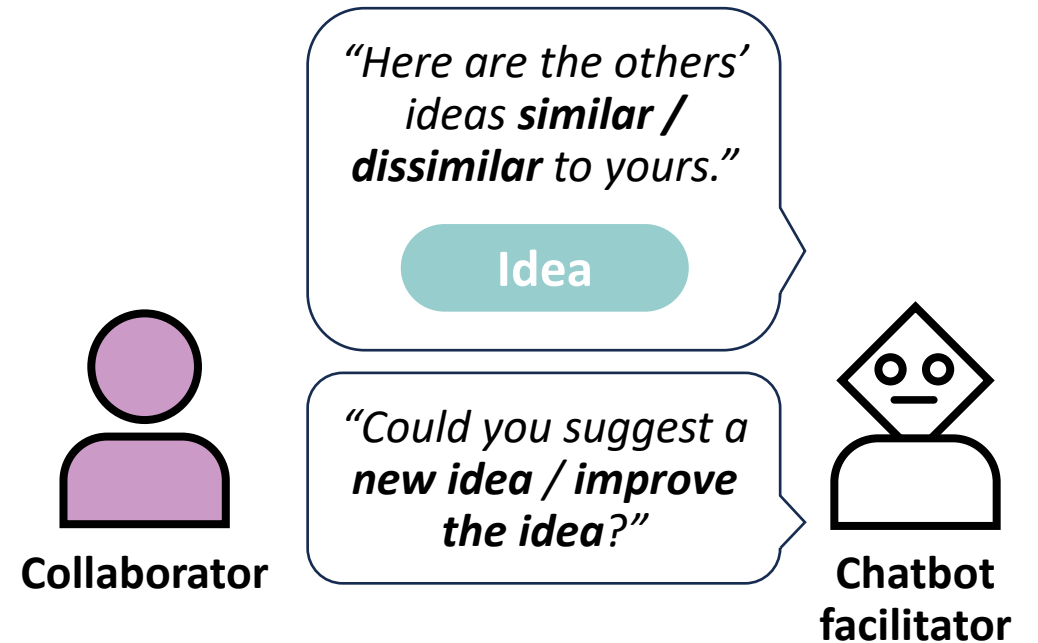 “Here are the others’
ideas similar /
dissimilar to yours.”
Idea
“Could you suggest a
new idea / improve
the idea?”
Collaborator
Chatbot
facilitator